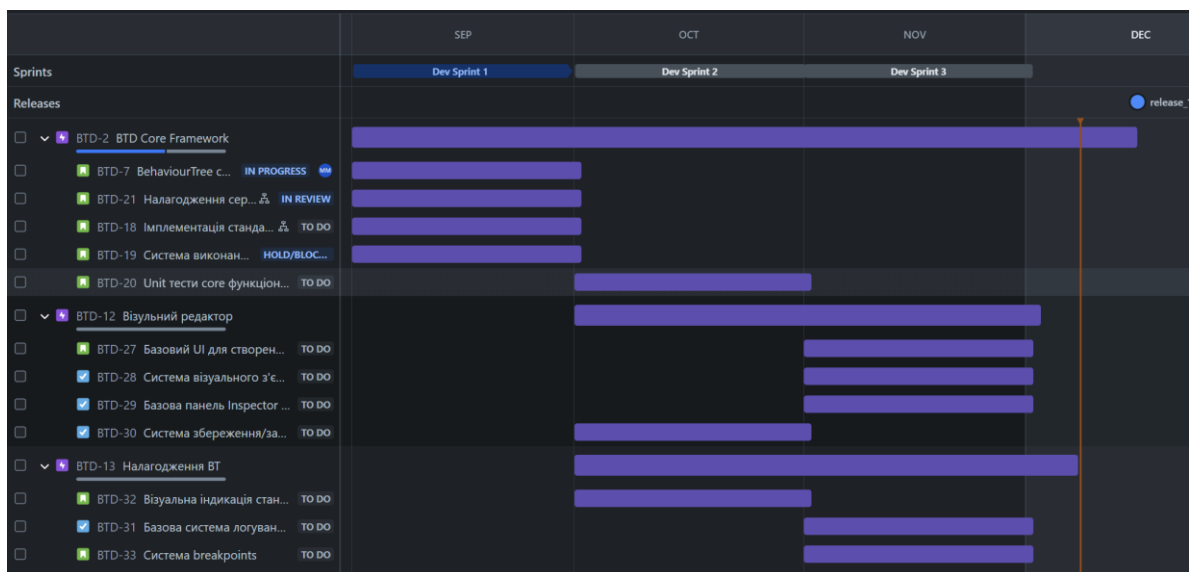 SEP OCT NOV DEC
Sprints Dev Sprint 1 Dev Sprint 2 Dev Sprint 3
Releases release_1
BTD-2 BTD Core Framework
BTD-7 BehaviourTree c... IN PROGRESS MM
BTD-21 Налагодження сер... IN REVIEW
BTD-18 Імплементація станда... TO DO
BTD-19 Система виконан... HOLD/BLOC...
BTD-20 Unit тести core функціон... TO DO
BTD-12 Візульний редактор
BTD-27 Базовий UI для створен... TO DO
BTD-28 Система візуального з'є... TO DO
BTD-29 Базова панель Inspector ... TO DO
BTD-30 Система збереження/за... TO DO
BTD-13 Налагодження BT
BTD-32 Візуальна індикація стан... TO DO
BTD-31 Базова система логуван... TO DO
BTD-33 Система breakpoints TO DO